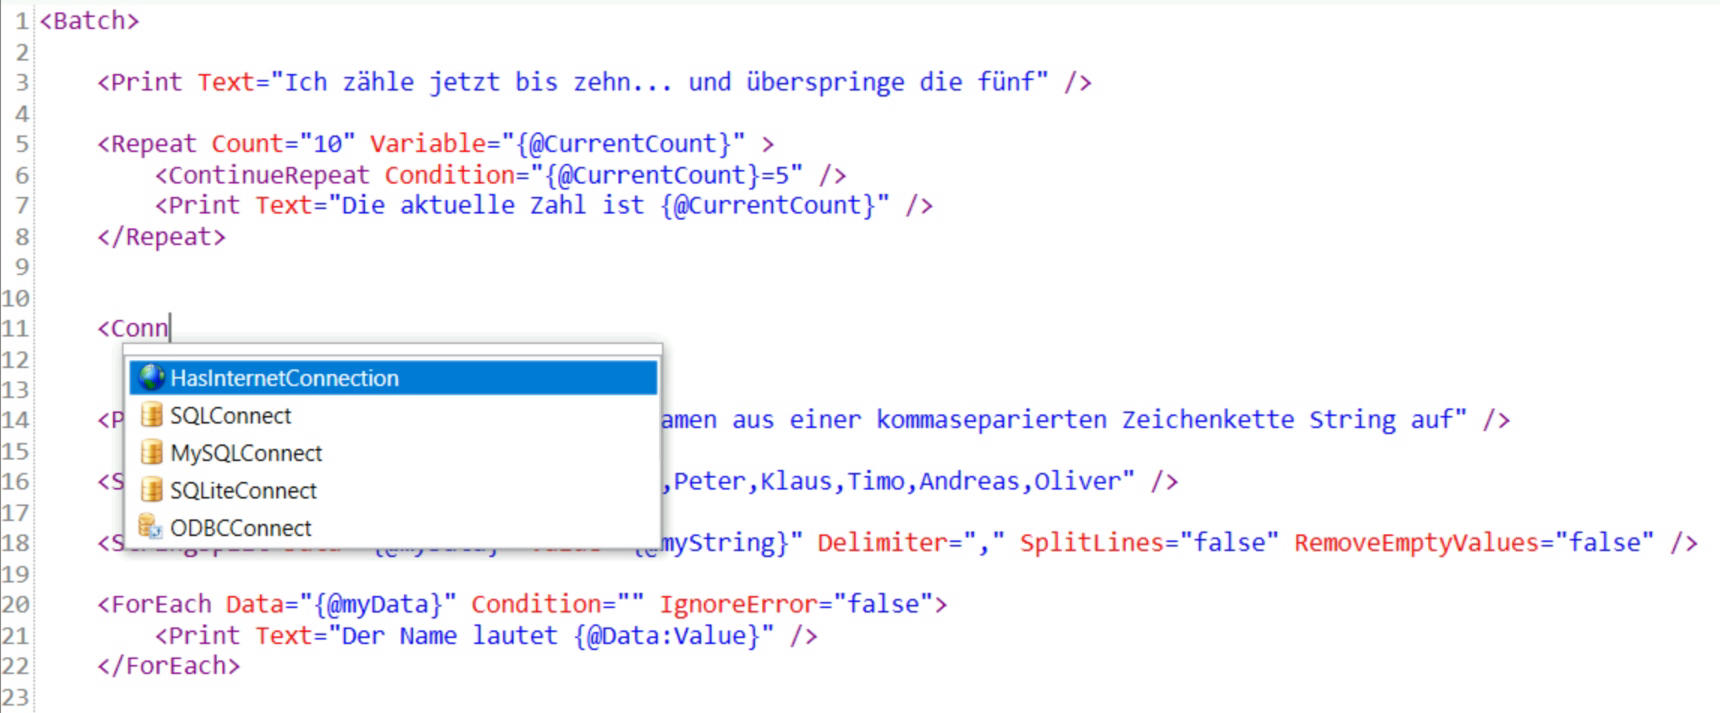 1 <Batch>
2
3 <Print Text="Ich zähle jetzt bis zehn... und überspringe die fünf" />
4
5 <Repeat Count="10" Variable="{@CurrentCount}" >
6 <ContinueRepeat Condition="{@CurrentCount}=5" />
7 <Print Text="Die aktuelle Zahl ist {@CurrentCount}" />
8 </Repeat>
9
10
11 <Conn
12
HasInternetConnection
13
SQLConnect
14 <P amen aus einer kommaseparierten Zeichenkette String auf" />
MySQLConnect
15
16 <S ,Peter,Klaus,Timo,Andreas,Oliver" />
SQLiteConnect
17
ODBCConnect
18 <S myString}" Delimiter="," SplitLines="false" RemoveEmptyValues="false" />
19
20 <ForEach Data="{@myData}" Condition="" IgnoreError="false">
21 <Print Text="Der Name lautet {@Data:Value}" />
22 </ForEach>
23